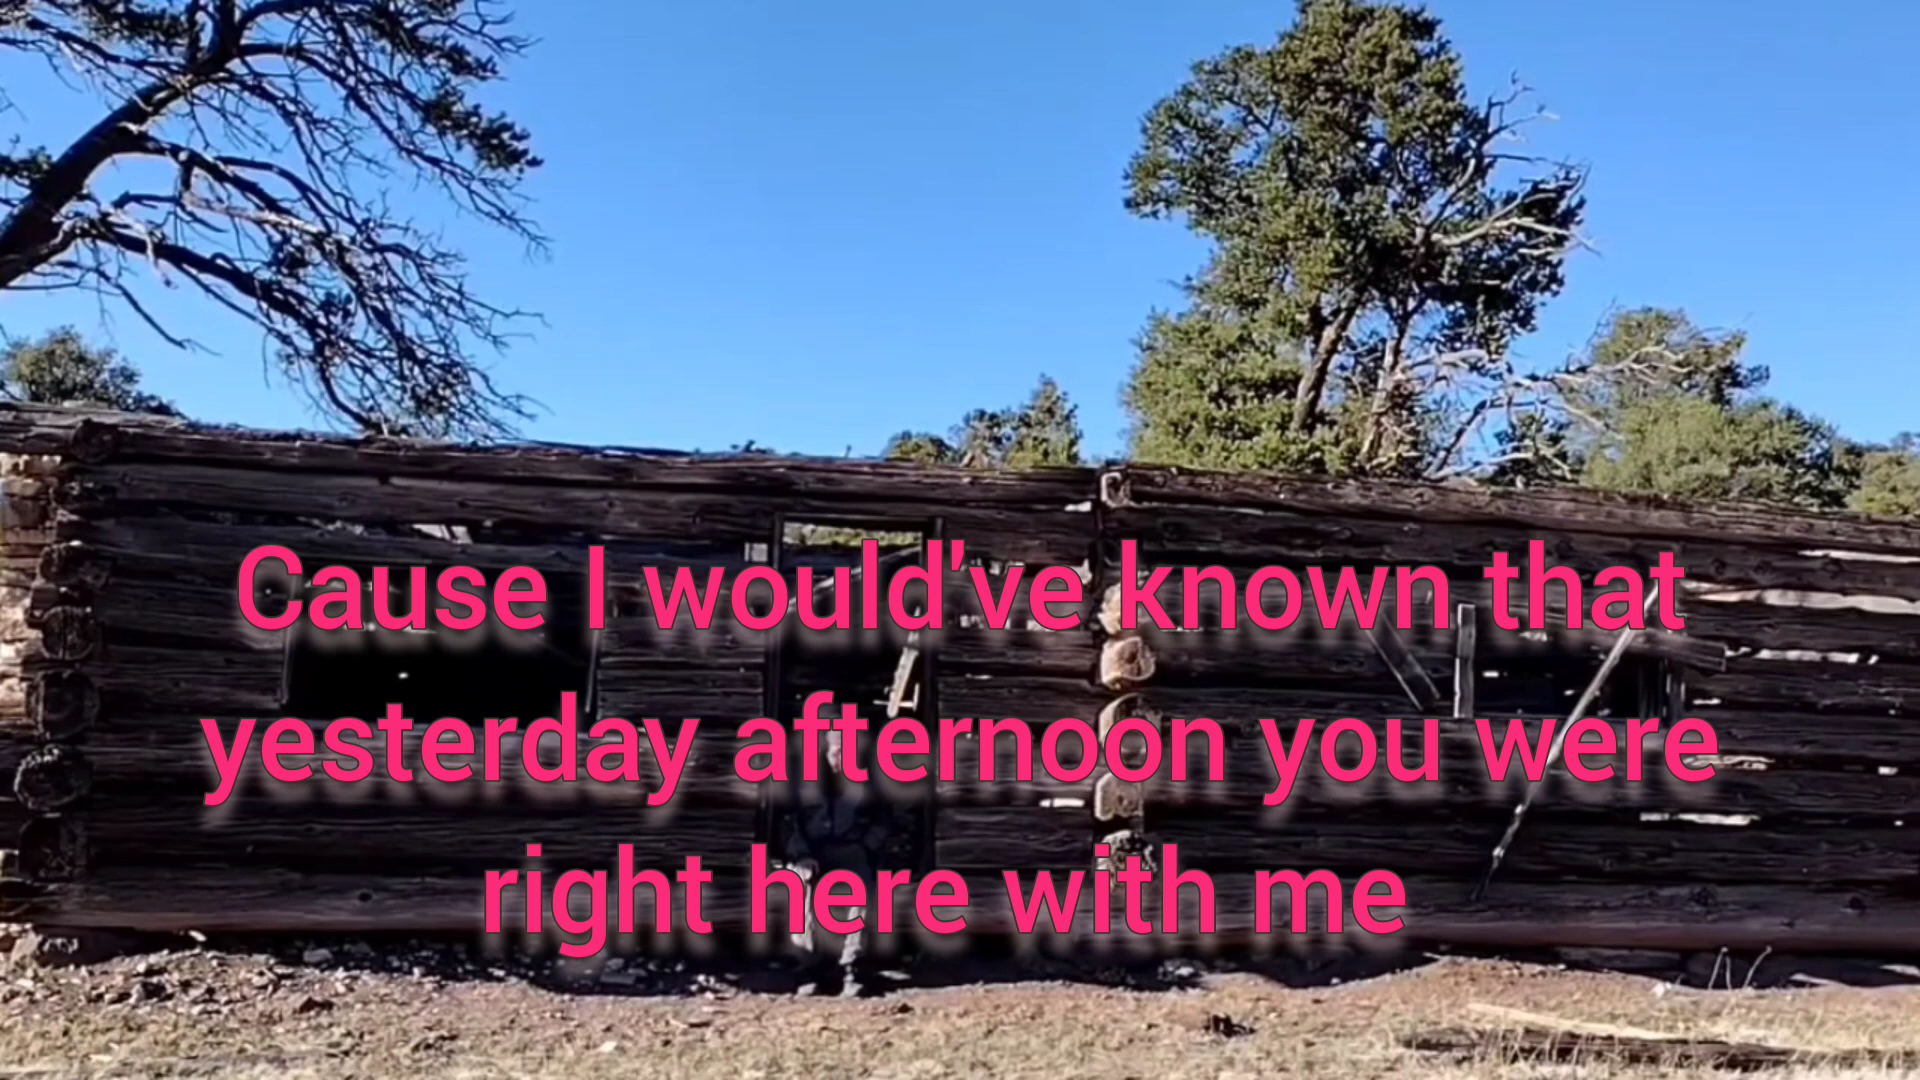 Cause I would've known that
yesterday afternoon you were
right here with me